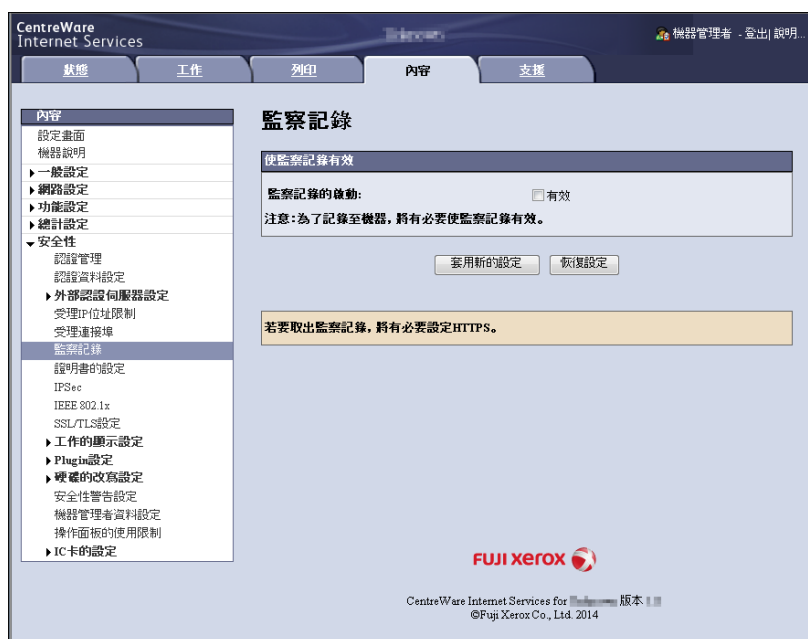 CentreWare
Internet Services
機器管理者 - 登出| 說明...
狀態 工作 列印 內容 支援
內容
設定畫面
機器說明
一般設定
網路設定
功能設定
總計設定
安全性
認證管理
認證資料設定
外部認證伺服器設定
受理IP位址限制
受理連接埠
監察記錄
證明書的設定
IPSec
IEEE 802.1x
SSL/TLS設定
工作的顯示設定
Plugin設定
硬碟的改寫設定
安全性警告設定
機器管理者資料設定
操作面板的使用限制
IC卡的設定
監察記錄
使監察記錄有效
監察記錄的啟動: 有效
注意:為了記錄至機器,將有必要使監察記錄有效。
套用新的設定 恢復設定
若要取出監察記錄,將有必要設定HTTPS。
FUJI xerox
CentreWare Internet Services for 版本
©Fuji Xerox Co., Ltd. 2014